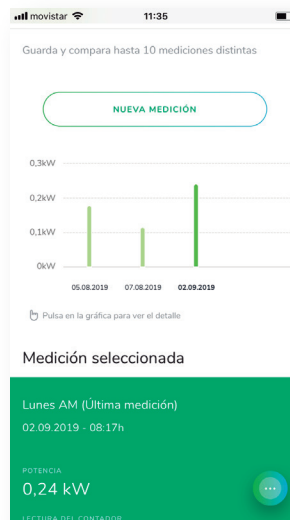 movistar 11:35
Guarda y compara hasta 10 mediciones distintas
NUEVA MEDICIÓN
0,3kW
0,2kW
0,1kW
0kW
05.08.2019 07.08.2019 02.09.2019
Pulsa en la gráfica para ver el detalle
Medición seleccionada
Lunes AM (Última medición)
02.09.2019 - 08:17h
POTENCIA
0,24 kW
LECTURA DEL CONTADOR